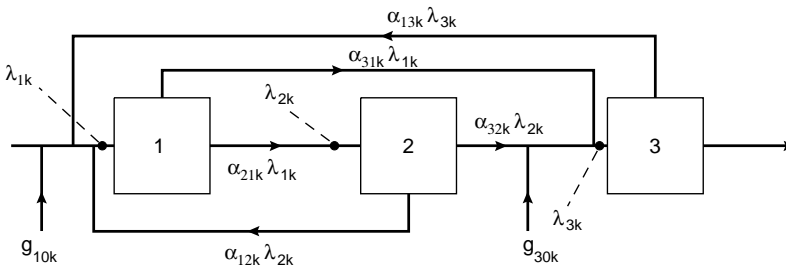 α13k λ3k
α31k λ1k
λ1k
λ2k
α32k λ2k
1
2
3
α21k λ1k
λ3k
g10k
α12k λ2k
g30k